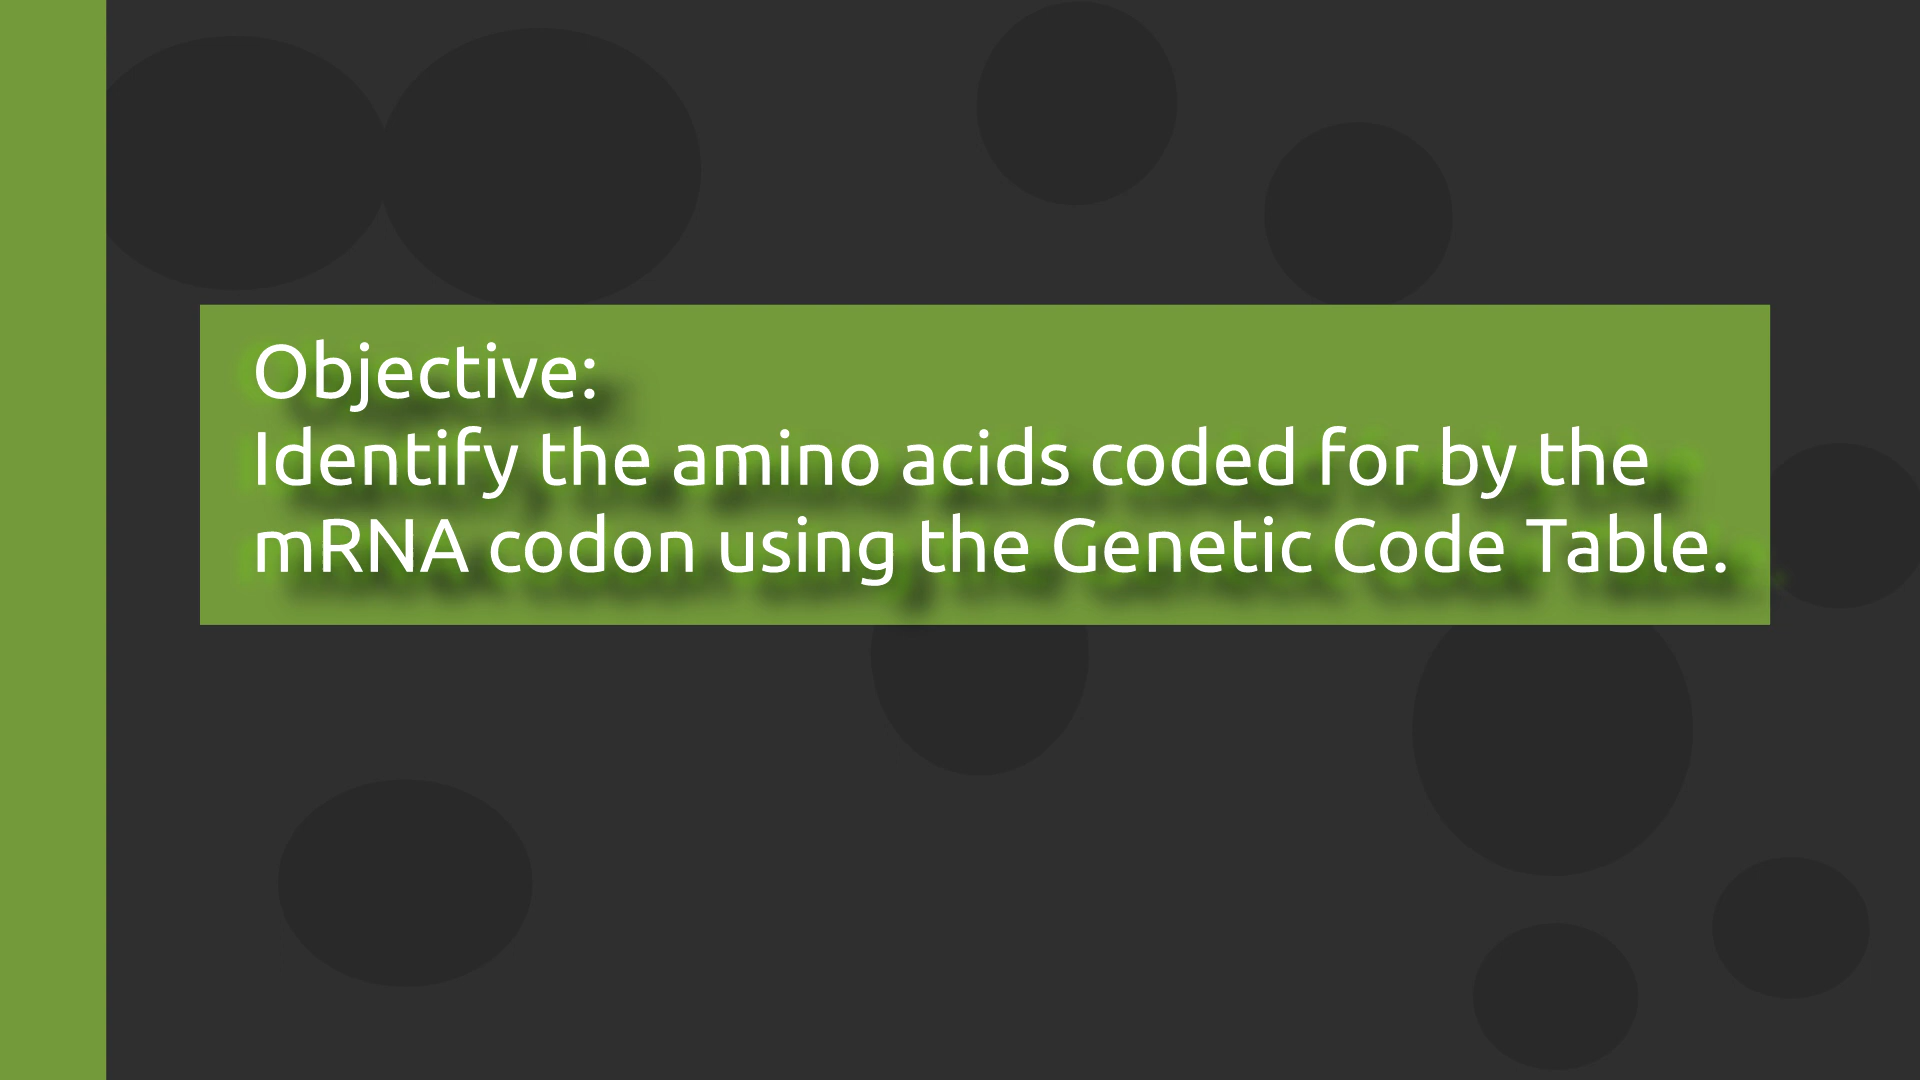 Objective:
Identify the amino acids coded for by the
mRNA codon using the Genetic Code Table.